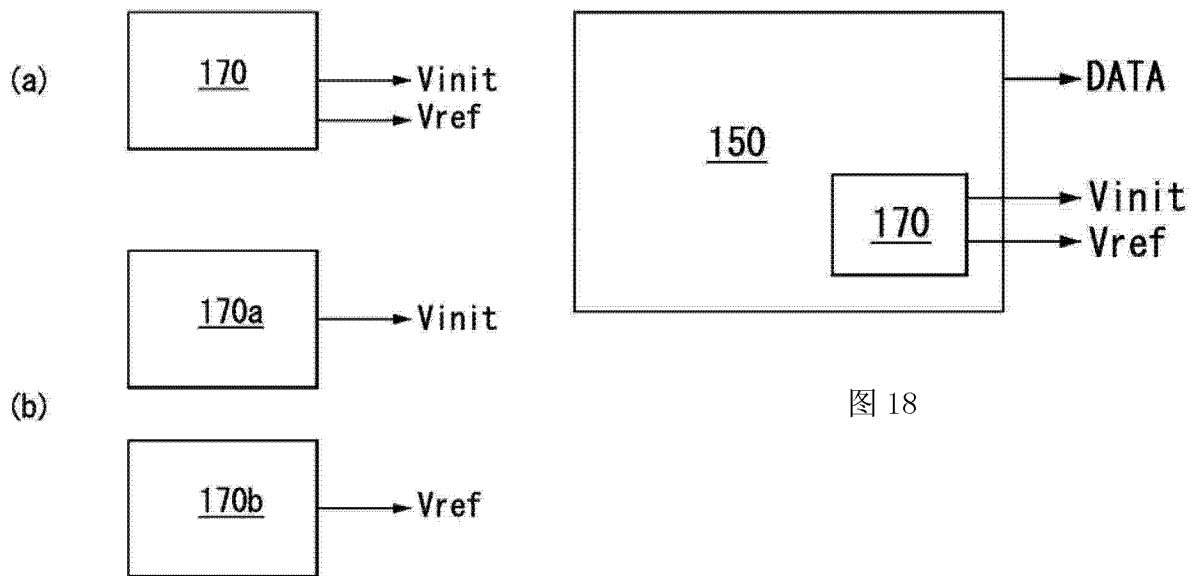 (a)
170
Vinit
Vref
170a
Vinit
(b)
170b
Vref
150
170
DATA
Vinit
Vref
图 18